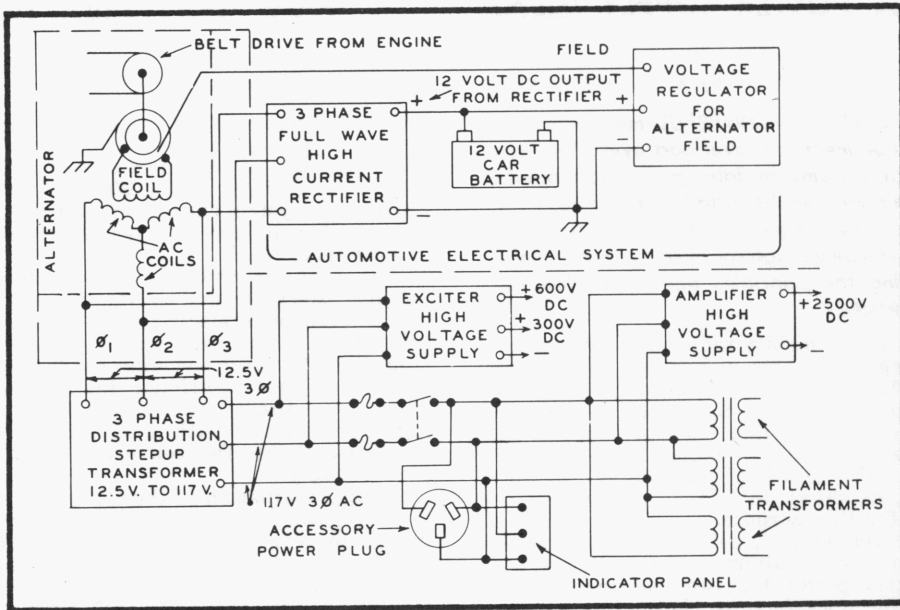 BELT DRIVE FROM ENGINE
FIELD
12 VOLT DC OUTPUT
FROM RECTIFIER
+
+
−
VOLTAGE
REGULATOR
FOR
ALTERNATOR
FIELD
3 PHASE
FULL WAVE
HIGH
CURRENT
RECTIFIER
−
12 VOLT
CAR
BATTERY
FIELD
COIL
AC
COILS
ALTERNATOR
AUTOMOTIVE ELECTRICAL SYSTEM
Ø1 Ø2 Ø3
12.5V
3Ø
EXCITER
HIGH
VOLTAGE
SUPPLY
+600V
DC
+
300V
DC
−
AMPLIFIER
HIGH
VOLTAGE
SUPPLY
+2500V
DC
−
3 PHASE
DISTRIBUTION
STEPUP
TRANSFORMER
12.5V. TO 117V.
117V 3Ø AC
ACCESSORY
POWER PLUG
INDICATOR PANEL
FILAMENT
TRANSFORMERS